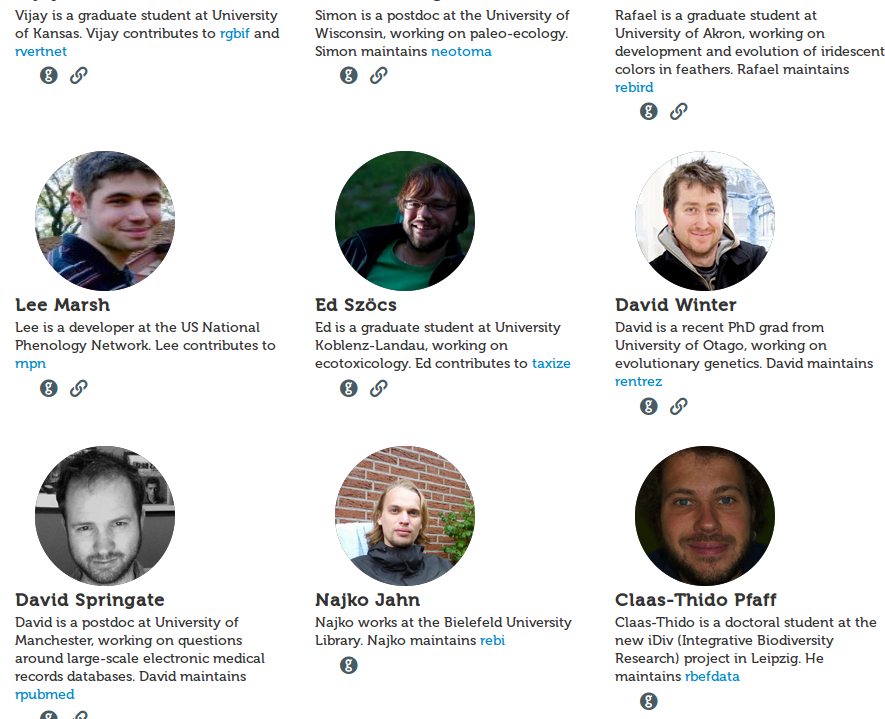 Vijay is a graduate student at University
of Kansas. Vijay contributes to rgbif and
rvertnet
Simon is a postdoc at the University of
Wisconsin, working on paleo-ecology.
Simon maintains neotoma
Rafael is a graduate student at
University of Akron, working on
development and evolution of iridescent
colors in feathers. Rafael maintains
rebird
Lee Marsh
Lee is a developer at the US National
Phenology Network. Lee contributes to
rnpn
Ed Szöcs
Ed is a graduate student at University
Koblenz-Landau, working on
ecotoxicology. Ed contributes to taxize
David Winter
David is a recent PhD grad from
University of Otago, working on
evolutionary genetics. David maintains
rentrez
David Springate
David is a postdoc at University of
Manchester, working on questions
around large-scale electronic medical
records databases. David maintains
rpubmed
Najko Jahn
Najko works at the Bielefeld University
Library. Najko maintains rebi
Claas-Thido Pfaff
Claas-Thido is a doctoral student at the
new iDiv (Integrative Biodiversity
Research) project in Leipzig. He
maintains rbefdata